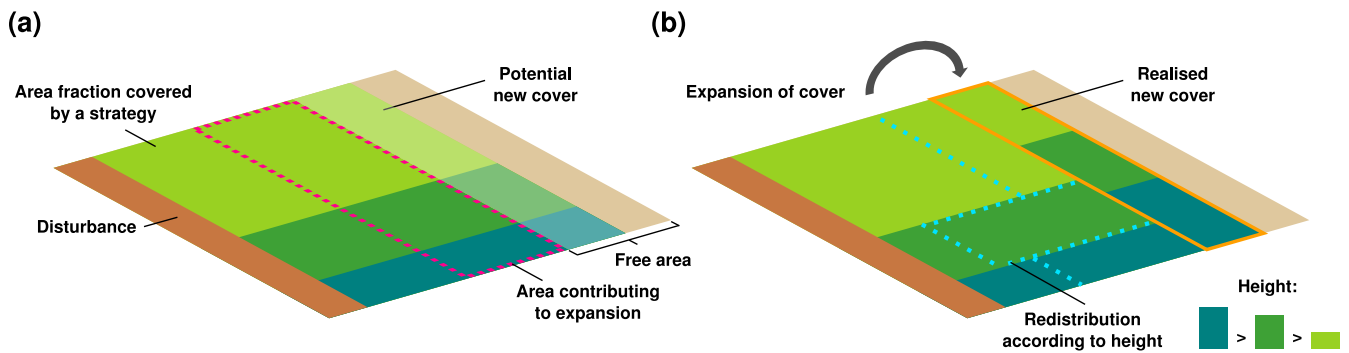 (a)
Area fraction covered
by a strategy
Potential
new cover
Disturbance
Free area
Area contributing
to expansion
(b)
Expansion of cover
Realised
new cover
Redistribution
according to height
Height:
> >